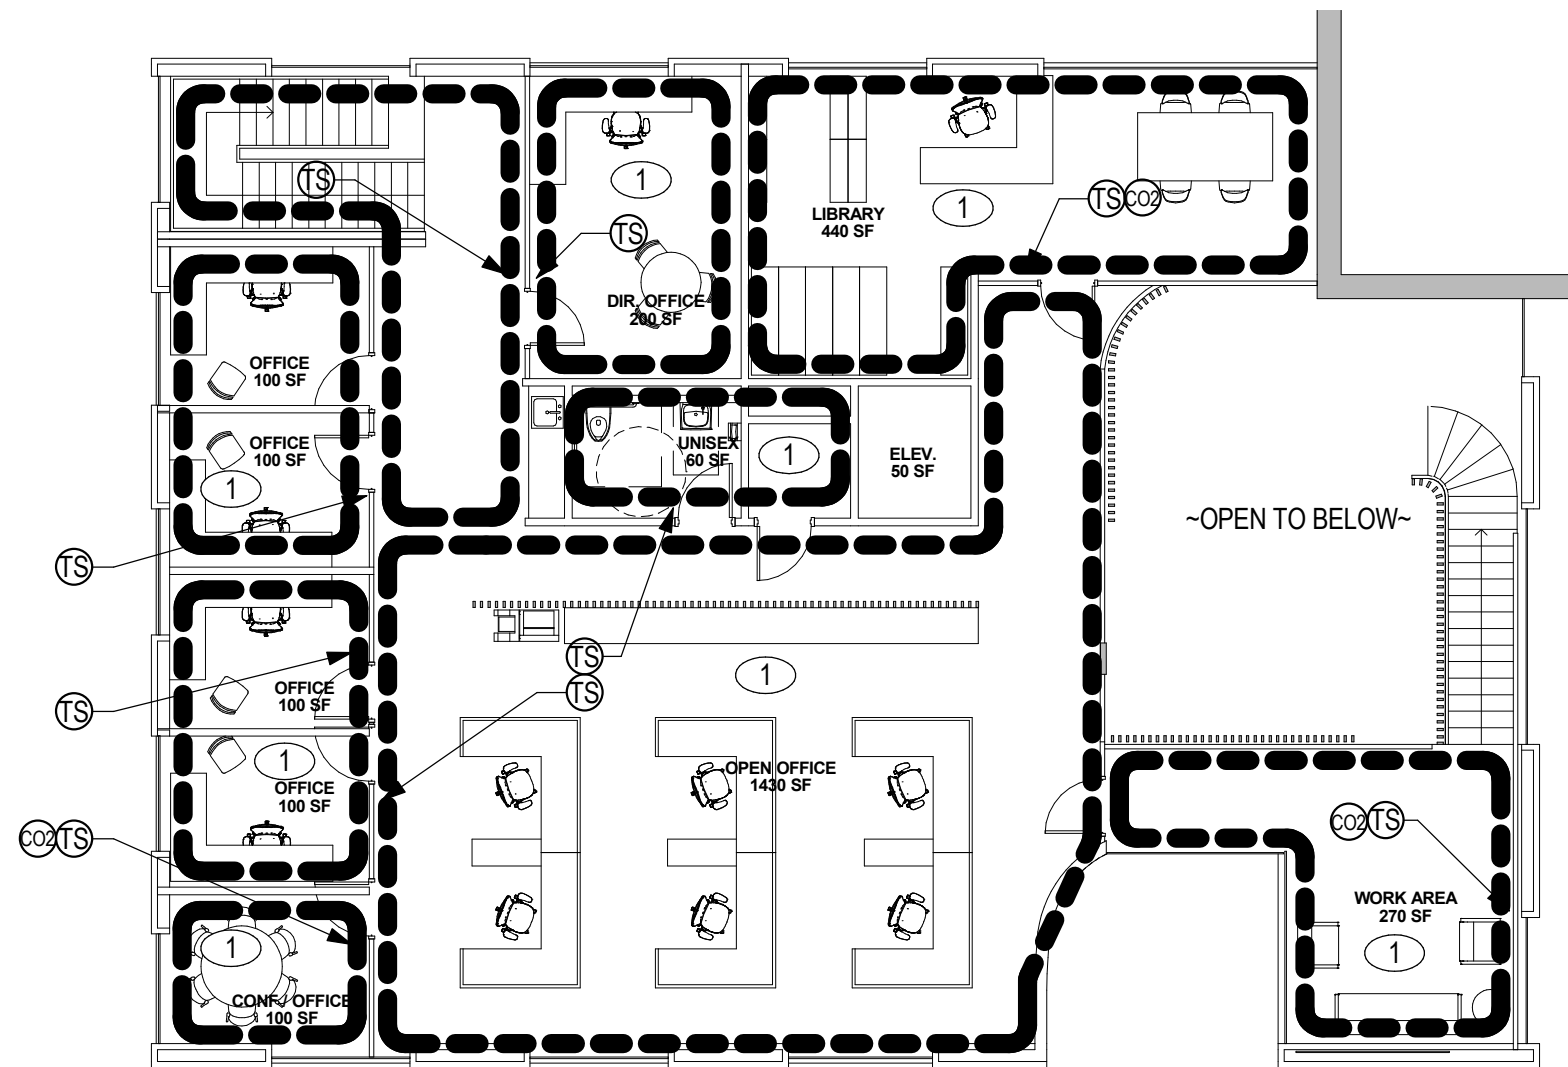 TS
1
TS
TS
CO2
LIBRARY
440 SF
1
DIR. OFFICE
200 SF
OFFICE
100 SF
OFFICE
100 SF
1
UNISEX
60 SF
1
ELEV.
50 SF
~OPEN TO BELOW~
TS
TS
TS
1
OFFICE
100 SF
TS
1
OFFICE
100 SF
OPEN OFFICE
1430 SF
CO2
TS
CO2
TS
WORK AREA
270 SF
1
1
CONF./ OFFICE
100 SF